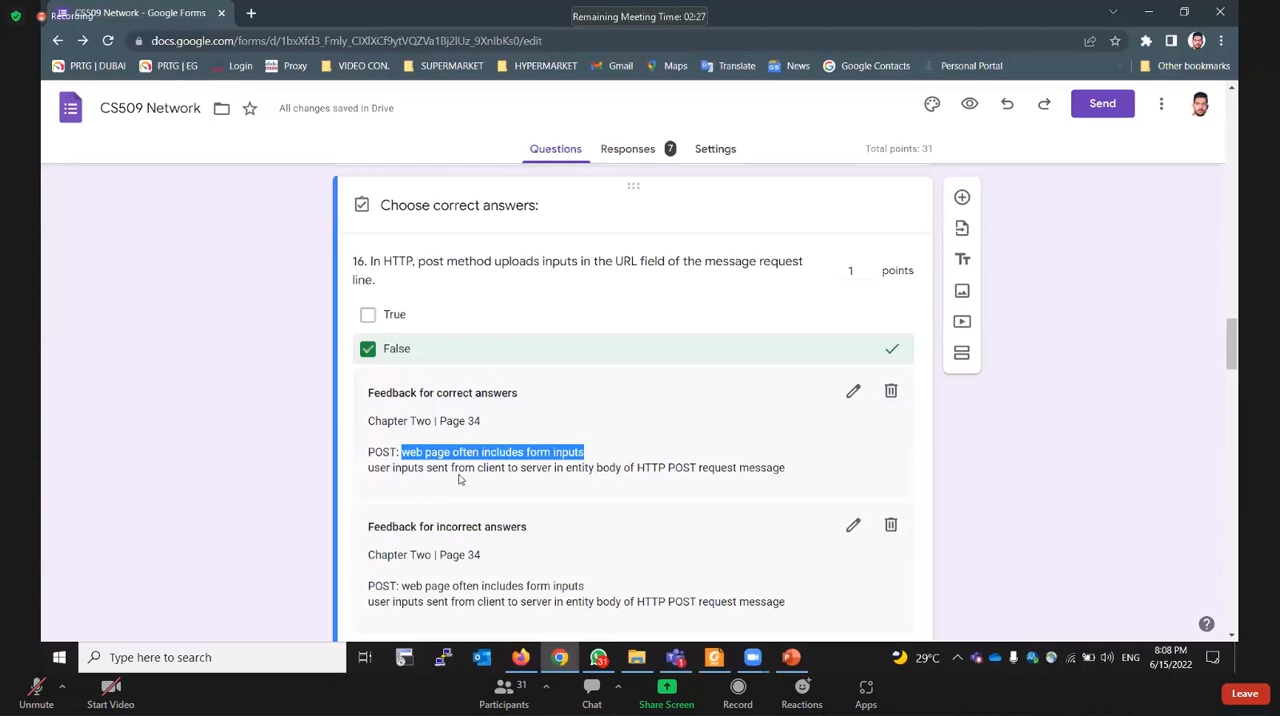 Recording
CS509 Network - Google Forms
Remaining Meeting Time: 02:27
PRTG | DUBAI
PRTG | EG
Login
Proxy
VIDEO CON.
SUPERMARKET
HYPERMARKET
Gmail
Maps
Translate
News
Google Contacts
Personal Portal
Other bookmarks
CS509 Network
All changes saved in Drive
Send
Questions
Responses 7
Settings
Total points: 31
Choose correct answers:
16. In HTTP, post method uploads inputs in the URL field of the message request
line.
1 points
True
False
Feedback for correct answers
Chapter Two | Page 34
POST: web page often includes form inputs
user inputs sent from client to server in entity body of HTTP POST request message
Feedback for incorrect answers
Chapter Two | Page 34
POST: web page often includes form inputs
user inputs sent from client to server in entity body of HTTP POST request message
Type here to search
31
1
29°C
ENG
8:08 PM
6/15/2022
Unmute
Start Video
Participants
31
Chat
Share Screen
Record
Reactions
Apps
Leave